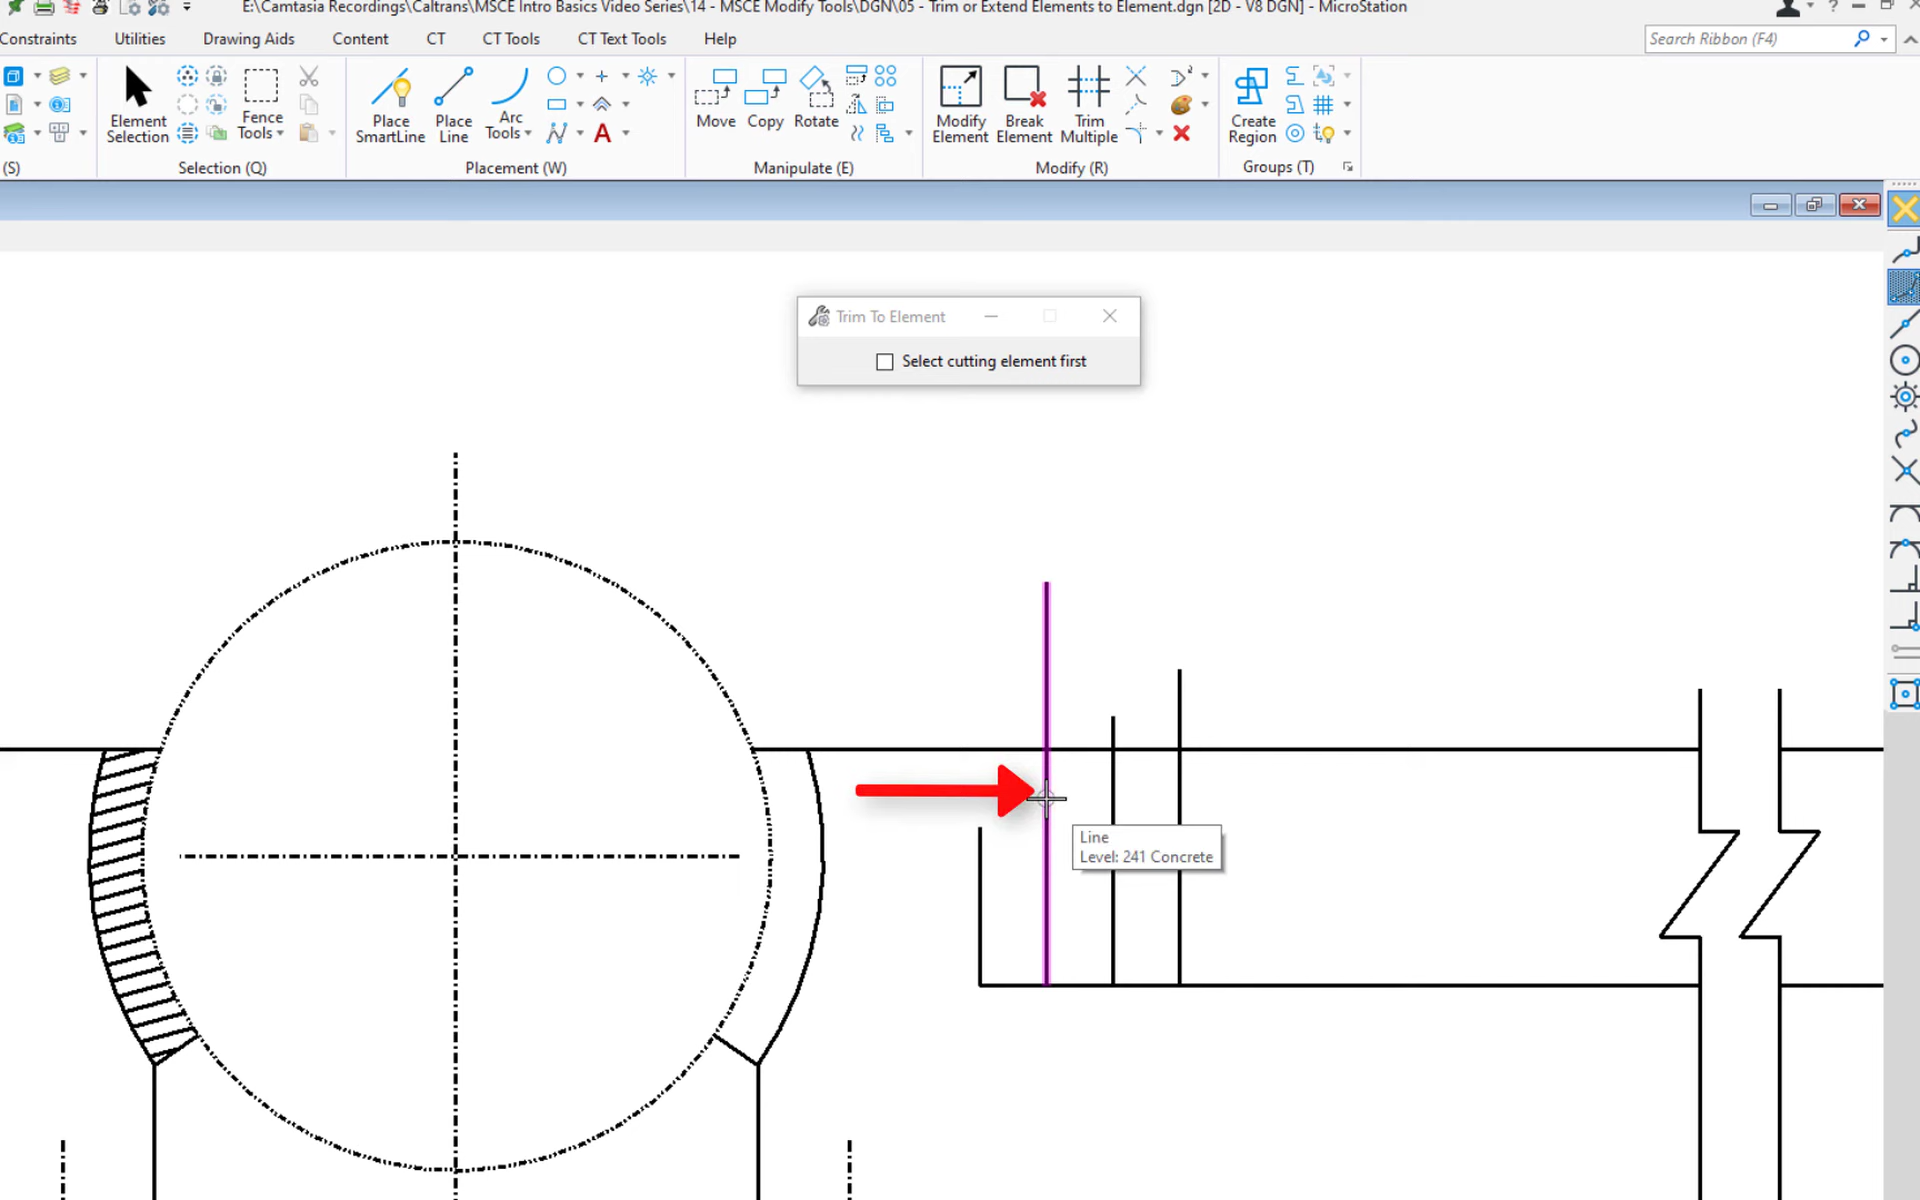 E:\Camtasia Recordings\Caltrans\MSCE Intro Basics Video Series\14 - MSCE Modify Tools\DGN\05 - Trim or Extend Elements to Element.dgn [2D - V8 DGN] - MicroStation
Constraints Utilities Drawing Aids Content CT CT Tools CT Text Tools Help
Search Ribbon (F4)
Element Selection
Fence Tools
Place SmartLine
Place Line
Arc Tools
Move Copy Rotate
Modify Element
Break Element
Trim Multiple
Create Region
(S) Selection (Q) Placement (W) Manipulate (E) Modify (R) Groups (T)
Trim To Element
Select cutting element first
Line
Level: 241 Concrete